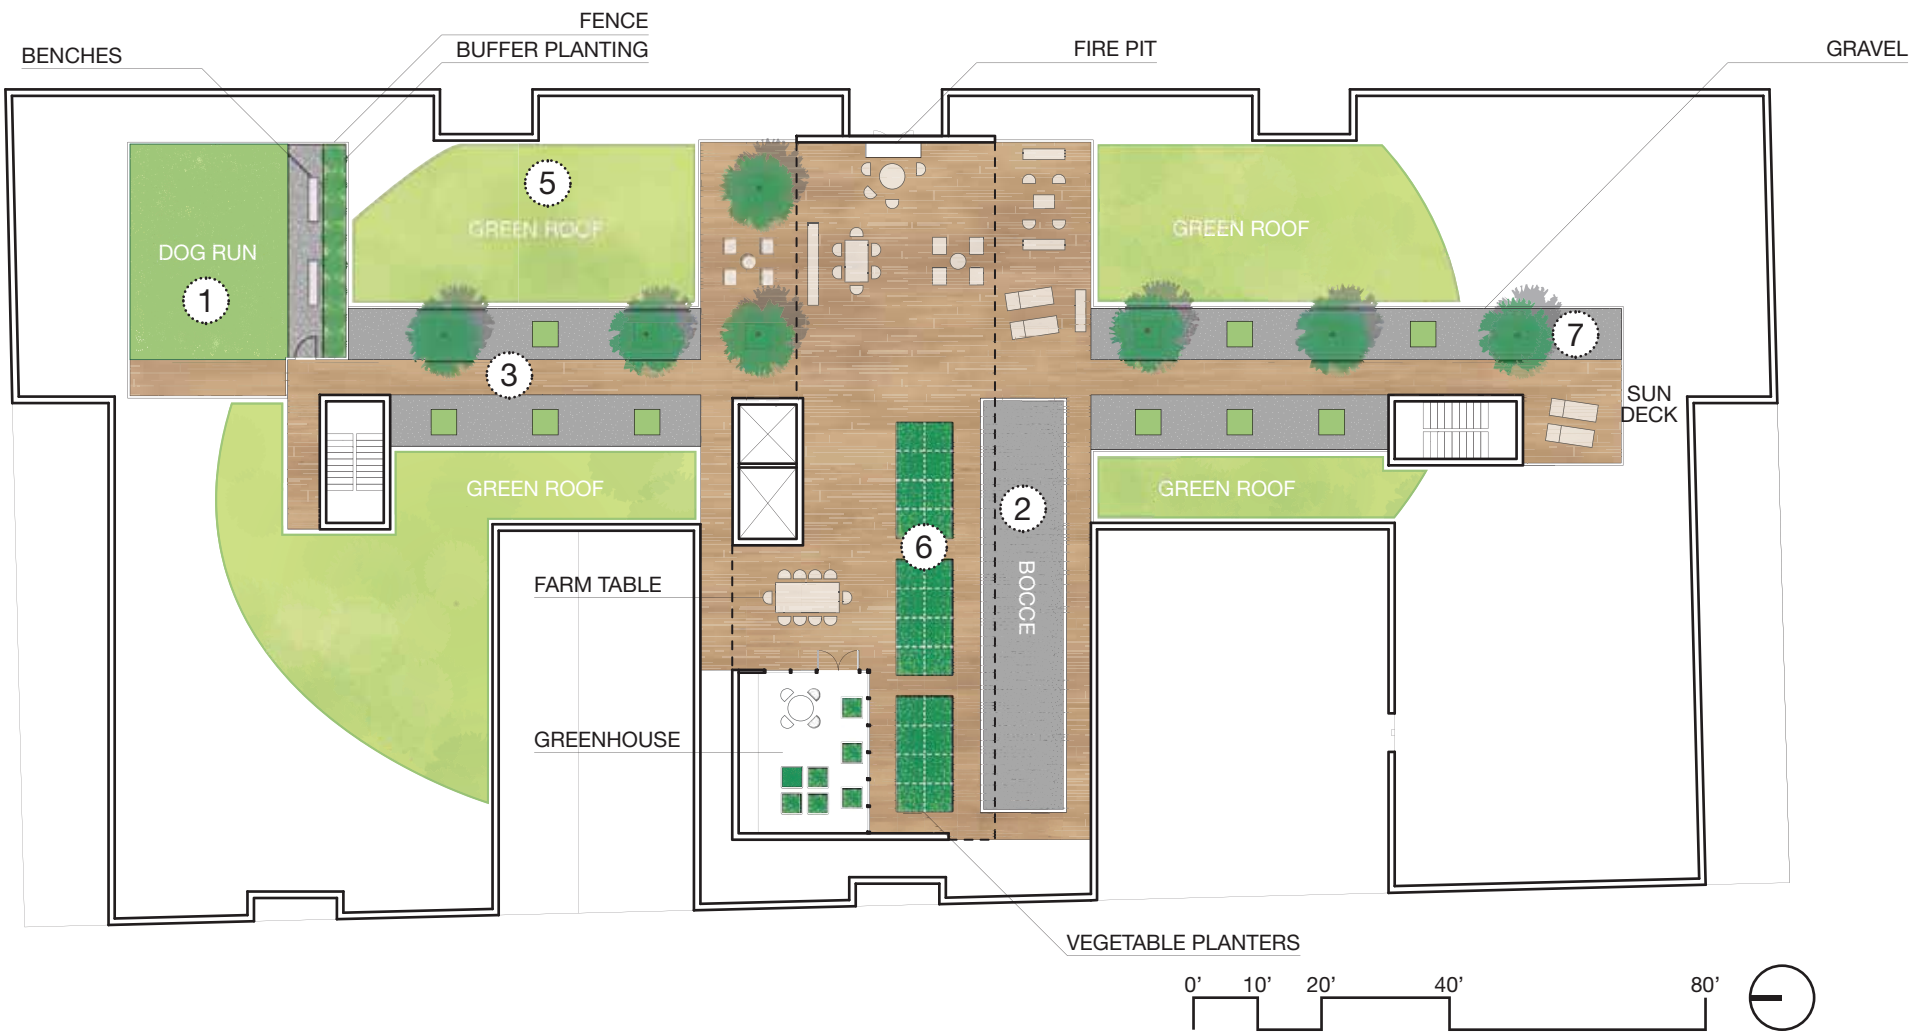 FENCE
BENCHES
BUFFER PLANTING
FIRE PIT
GRAVEL
5
GREEN ROOF
GREEN ROOF
DOG RUN
1
7
3
SUN
DECK
GREEN ROOF
GREEN ROOF
2
6
BOCCE
FARM TABLE
GREENHOUSE
VEGETABLE PLANTERS
0' 10' 20' 40' 80'